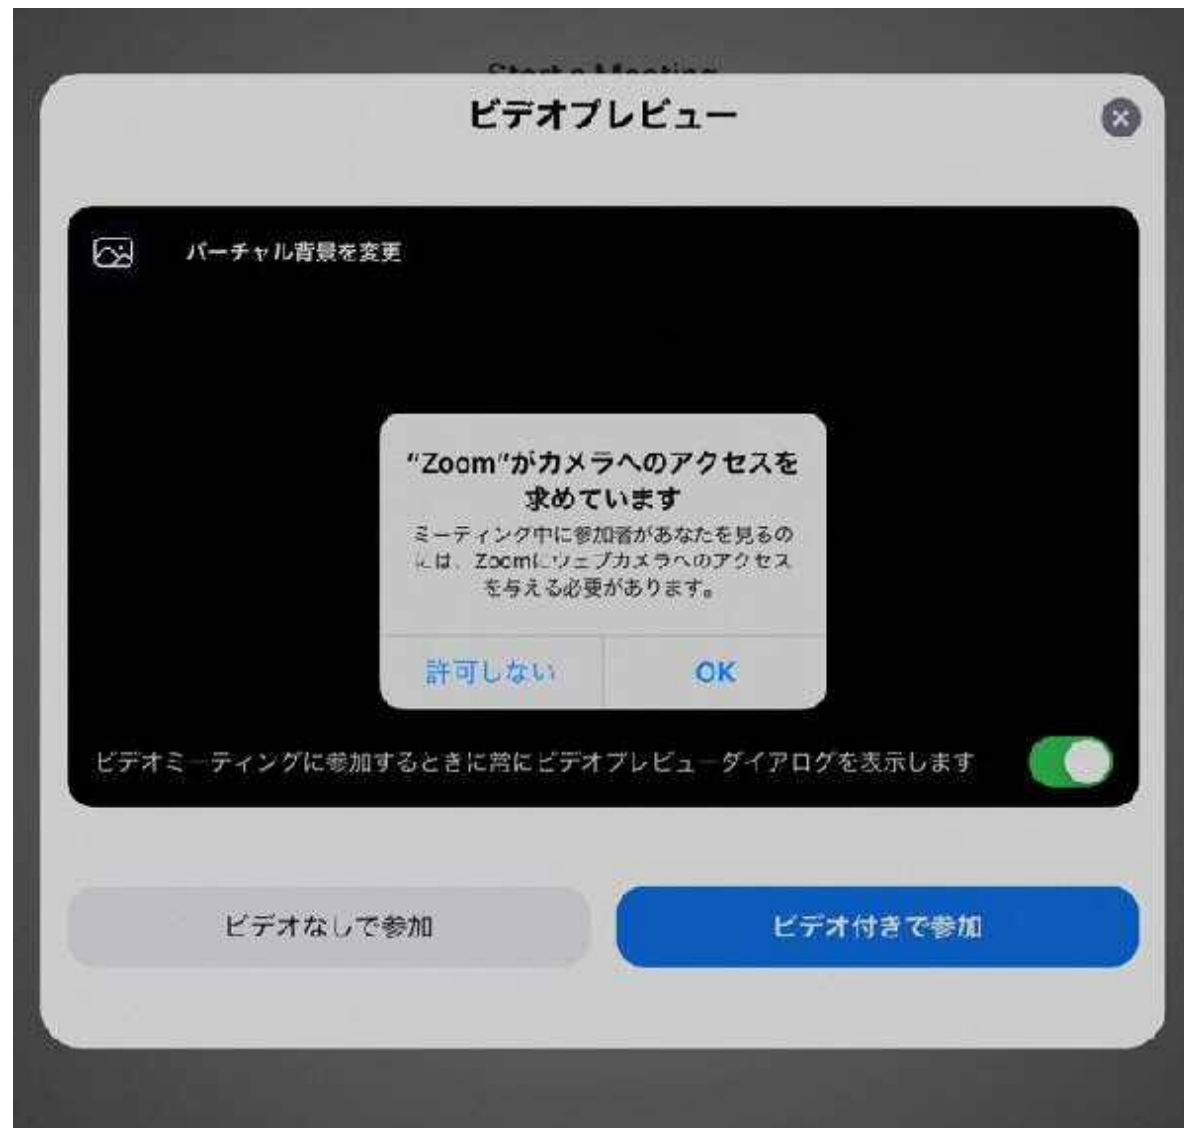 Start a Meeting
ビデオプレビュー
バーチャル背景を変更
"Zoom"がカメラへのアクセスを
求めています
ミーティング中に参加者があなたを見るの
には、Zoomにウェブカメラへのアクセス
を与える必要があります。
許可しない
OK
ビデオミーティングに参加するときに常にビデオプレビューダイアログを表示します
ビデオなしで参加
ビデオ付きで参加